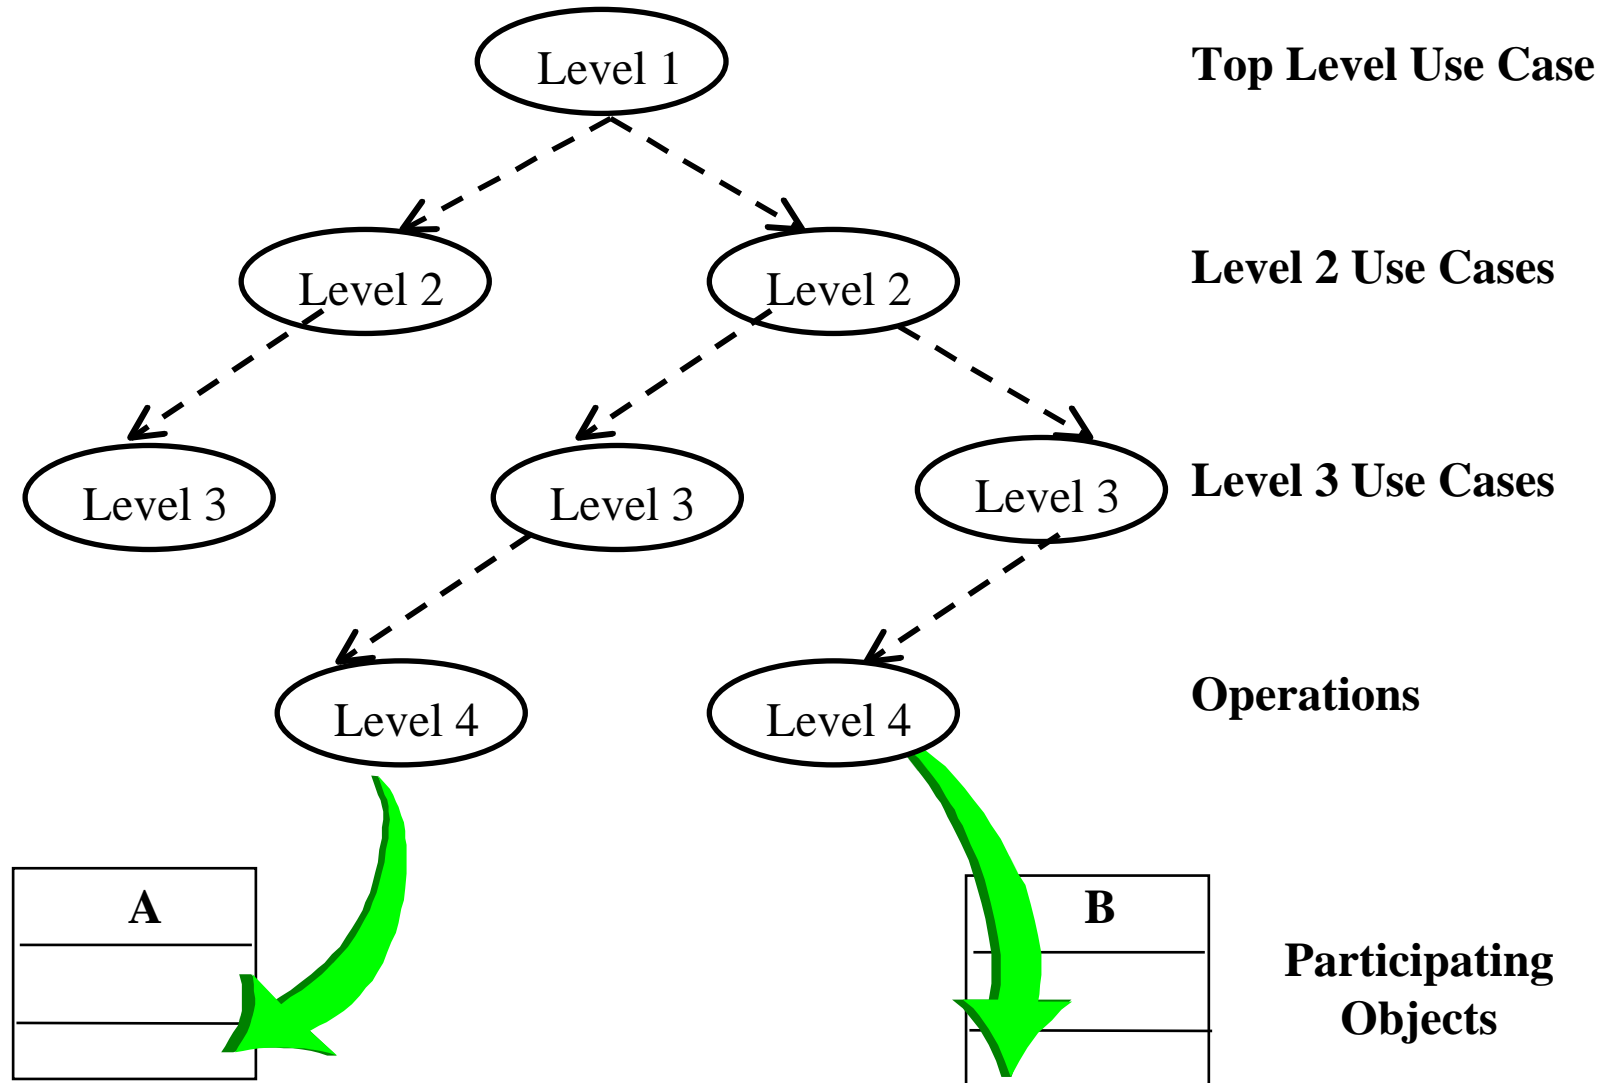 Level 1
Top Level Use Case
Level 2
Level 2
Level 2 Use Cases
Level 3
Level 3
Level 3
Level 3 Use Cases
Level 4
Level 4
Operations
A
B
Participating
Objects